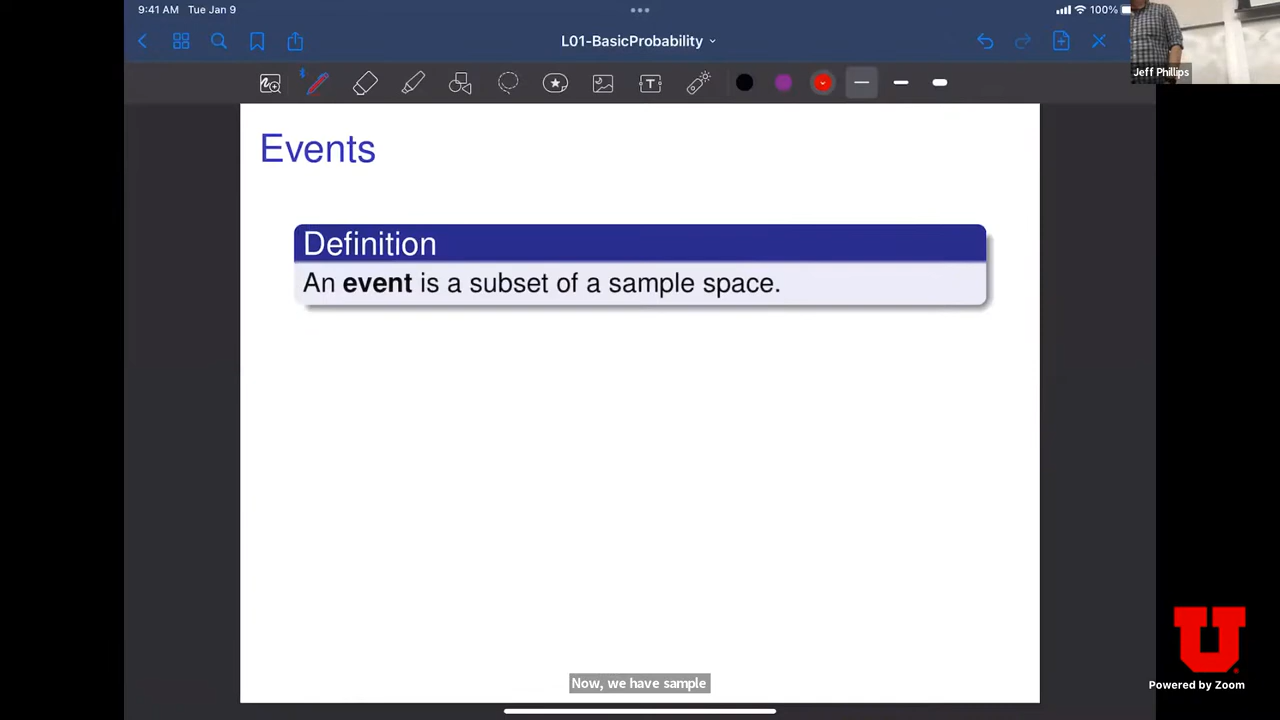 9:41 AM Tue Jan 9
100%
L01-BasicProbability
Jeff Phillips
Events
Definition
An event is a subset of a sample space.
Now, we have sample
U
Powered by Zoom